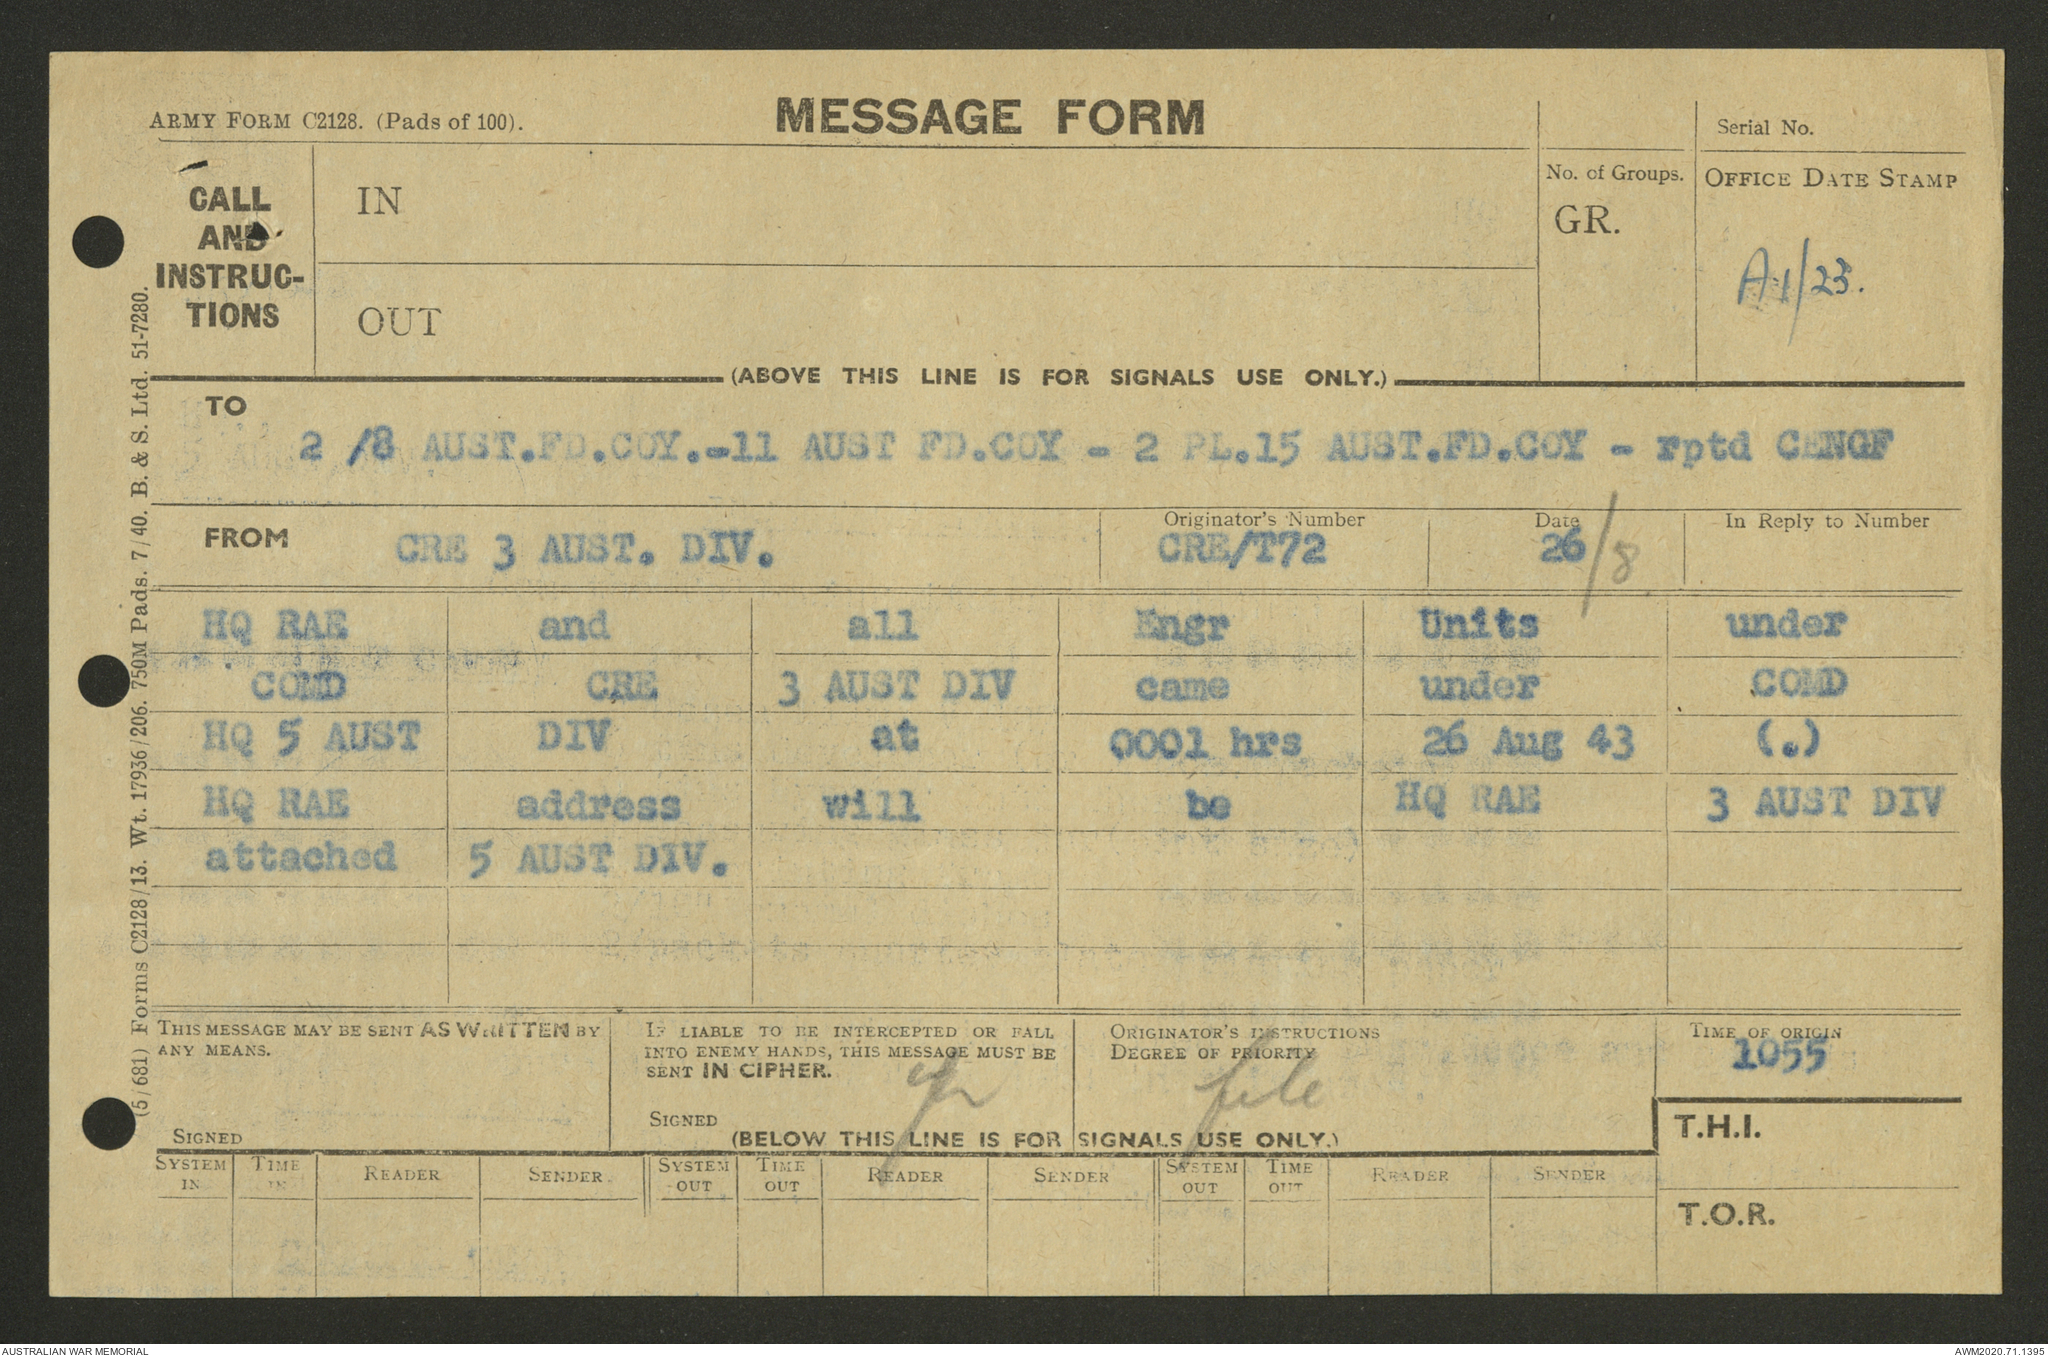 ARMY FORM C2128. (Pads of 100).
MESSAGE FORM
Serial No.
CALL
AND
INSTRUC-
TIONS
IN
OUT
No. of Groups.
GR.
OFFICE DATE STAMP
A1/23.
(ABOVE THIS LINE IS FOR SIGNALS USE ONLY.)
TO
2 /8 AUST.FD.COY.-11 AUST FD.COY - 2 PL.15 AUST.FD.COY - rptd CENGF
FROM
CRE 3 AUST. DIV.
Originator's Number
CRE/T72
Date
26/8
In Reply to Number
HQ RAE and all Engr Units under
COMD CRE 3 AUST DIV came under COMD
HQ 5 AUST DIV at 0001 hrs 26 Aug 43 (.)
HQ RAE address will be HQ RAE 3 AUST DIV
attached 5 AUST DIV.
THIS MESSAGE MAY BE SENT AS WRITTEN BY
ANY MEANS.
SIGNED
IF LIABLE TO BE INTERCEPTED OR FALL
INTO ENEMY HANDS, THIS MESSAGE MUST BE
SENT IN CIPHER.
SIGNED
ORIGINATOR'S INSTRUCTIONS
DEGREE OF PRIORITY
file
TIME OF ORIGIN
1055
T.H.I.
T.O.R.
(BELOW THIS LINE IS FOR SIGNALS USE ONLY.)
SYSTEM IN
TIME IN
READER
SENDER
SYSTEM OUT
TIME OUT
READER
SENDER
SYSTEM OUT
TIME OUT
READER
SENDER
(5/681) Forms C2128/13. Wt. 17936/206. 750M Pads. 7/40. B. & S. Ltd. 51-7280.
AUSTRALIAN WAR MEMORIAL
AWM2020.71.1395